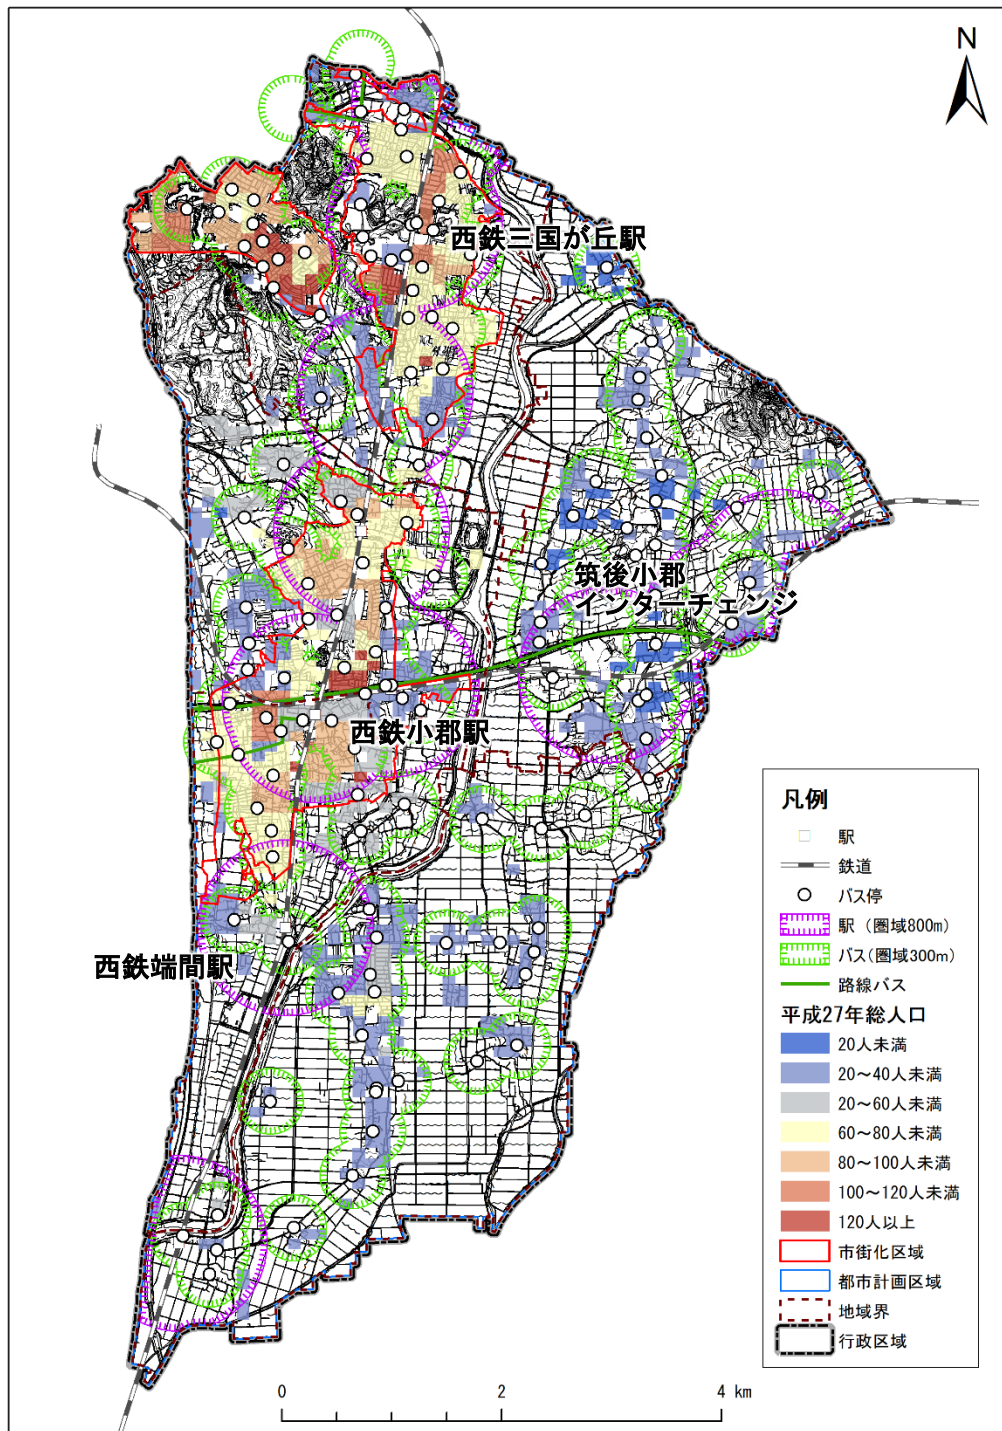 N
西鉄三国が丘駅
筑後小郡
インターチェンジ
西鉄小郡駅
西鉄端間駅
凡例
駅
鉄道
バス停
駅（圏域800m）
バス（圏域300m）
路線バス
平成27年総人口
20人未満
20～40人未満
20～60人未満
60～80人未満
80～100人未満
100～120人未満
120人以上
市街化区域
都市計画区域
地域界
行政区域
0 2 4 km